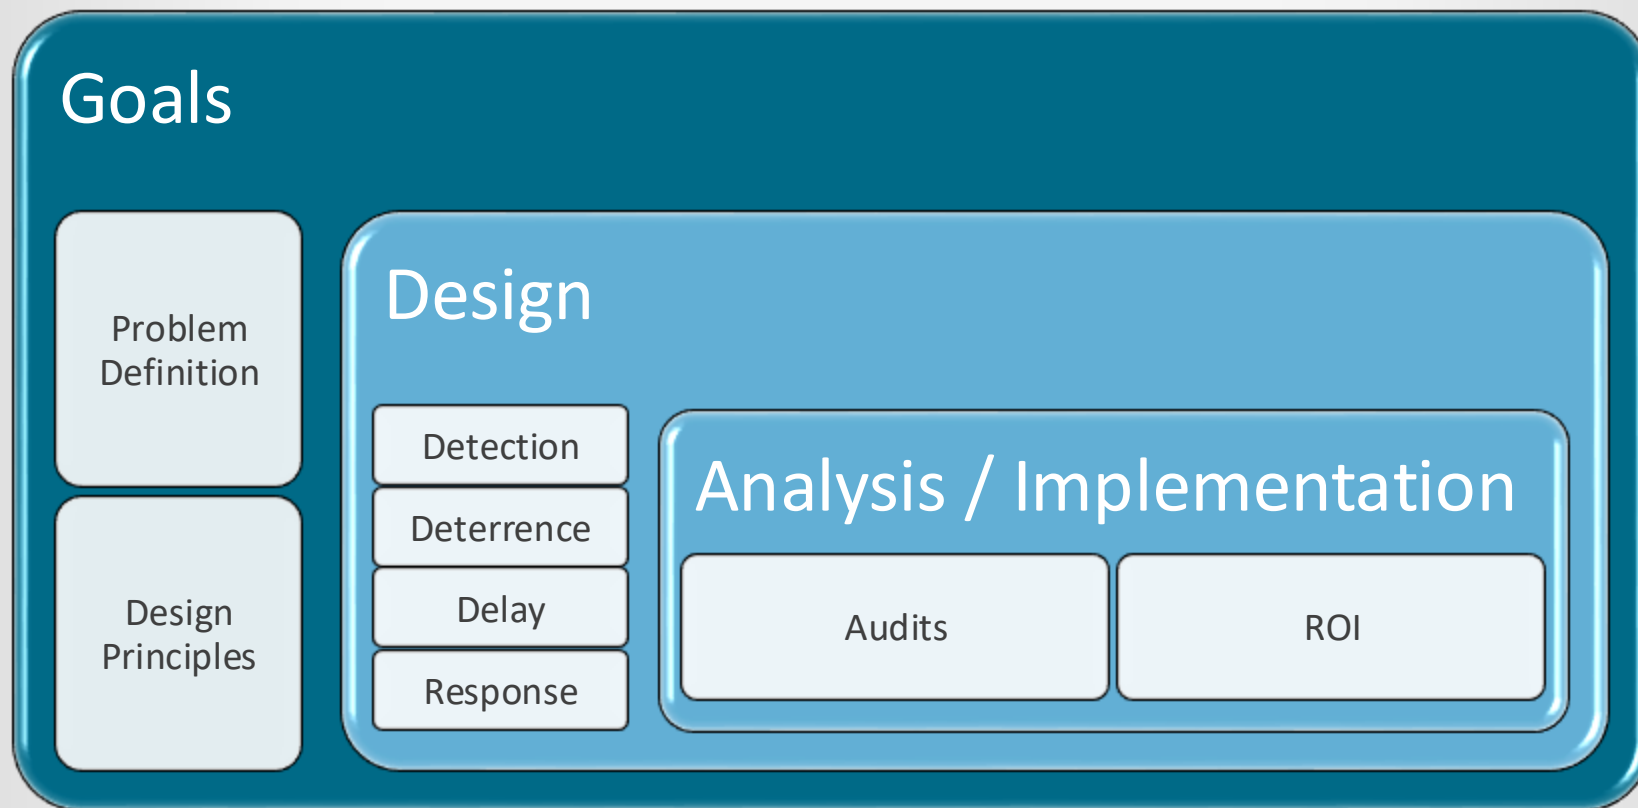 Goals
Problem
Definition
Design
Principles
Design
Detection
Deterrence
Delay
Response
Analysis / Implementation
Audits
ROI